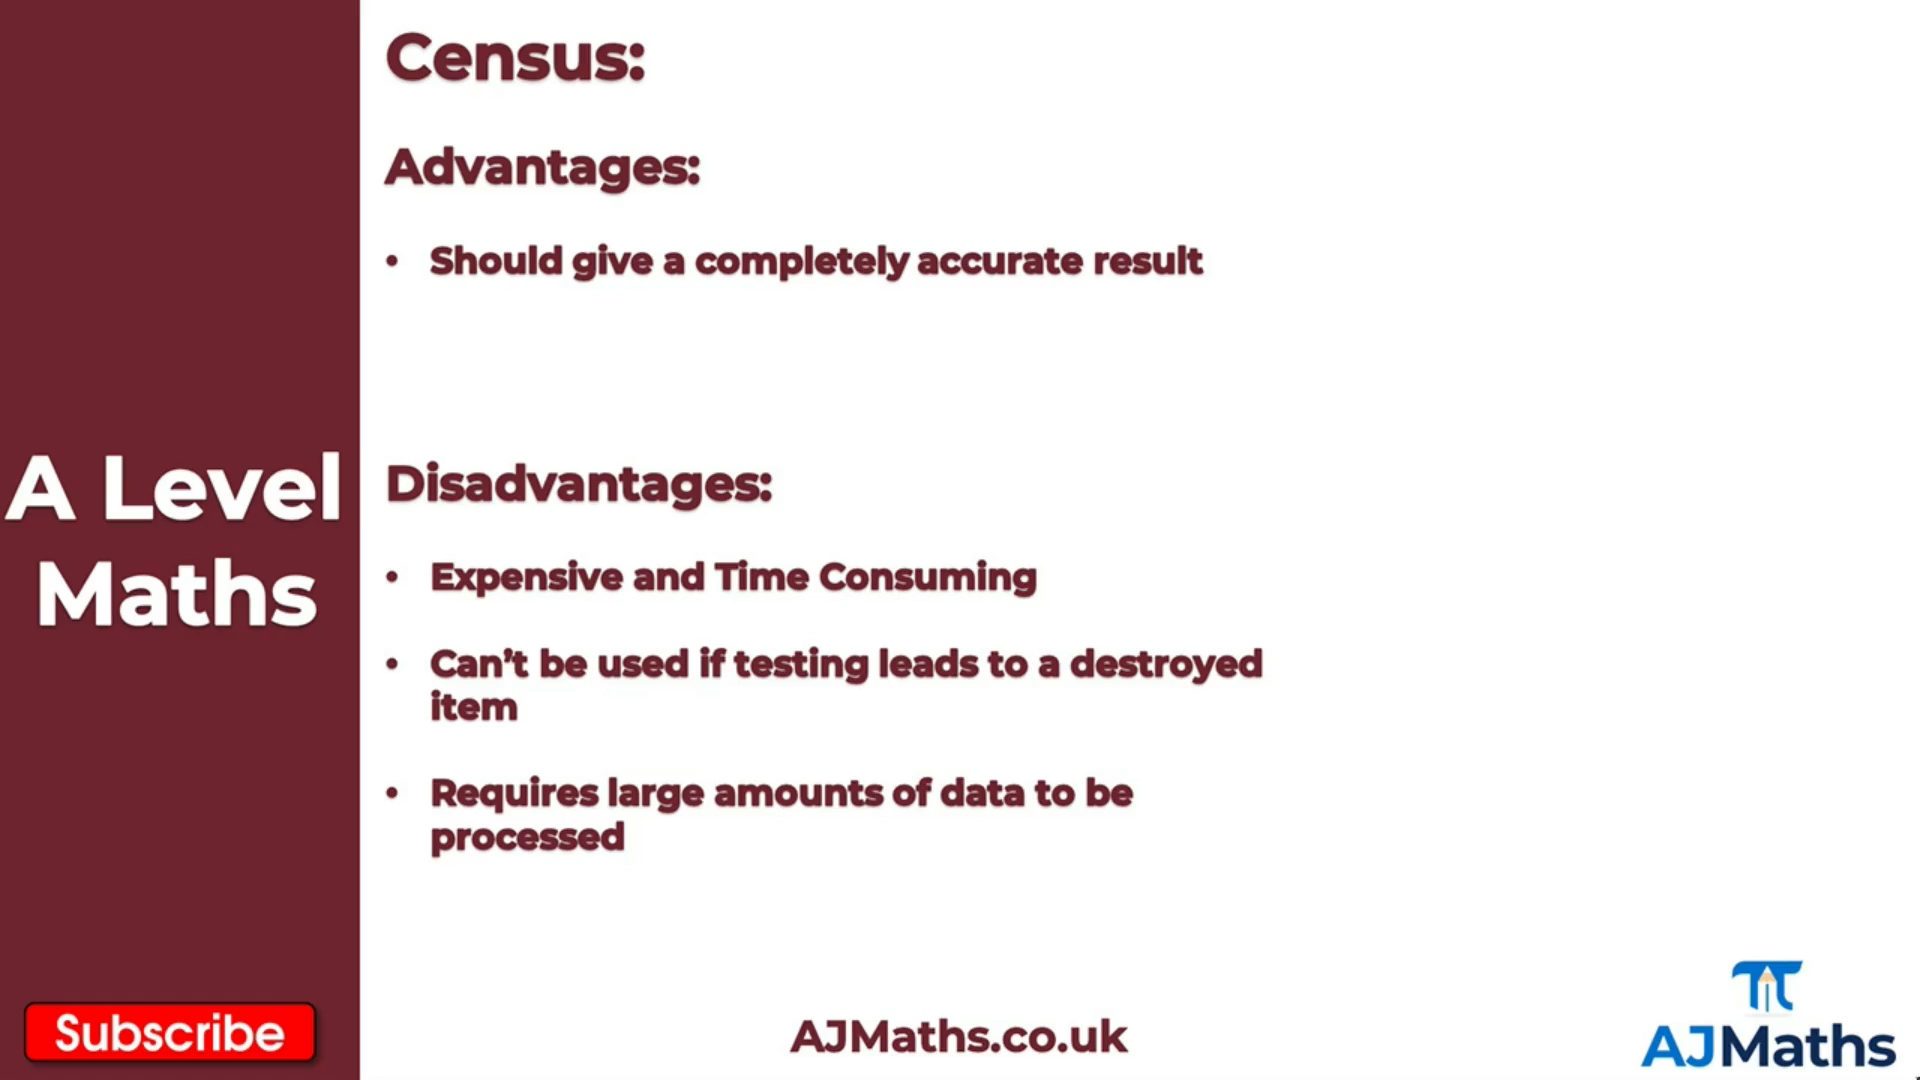 A Level
Maths
Subscribe
Census:
Advantages:
• Should give a completely accurate result
Disadvantages:
• Expensive and Time Consuming
• Can’t be used if testing leads to a destroyed
item
• Requires large amounts of data to be
processed
AJMaths.co.uk
AJMaths